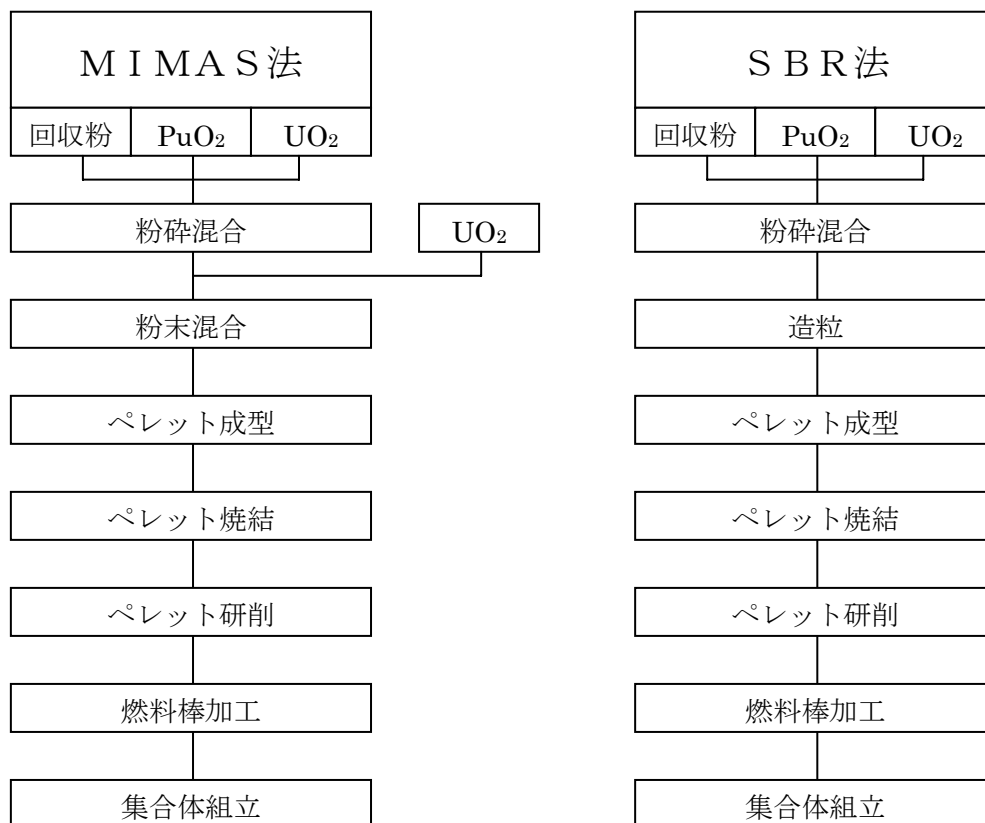 ＭＩＭＡＳ法
回収粉 PuO₂ UO₂
粉砕混合
UO₂
粉末混合
ペレット成型
ペレット焼結
ペレット研削
燃料棒加工
集合体組立
ＳＢＲ法
回収粉 PuO₂ UO₂
粉砕混合
造粒
ペレット成型
ペレット焼結
ペレット研削
燃料棒加工
集合体組立